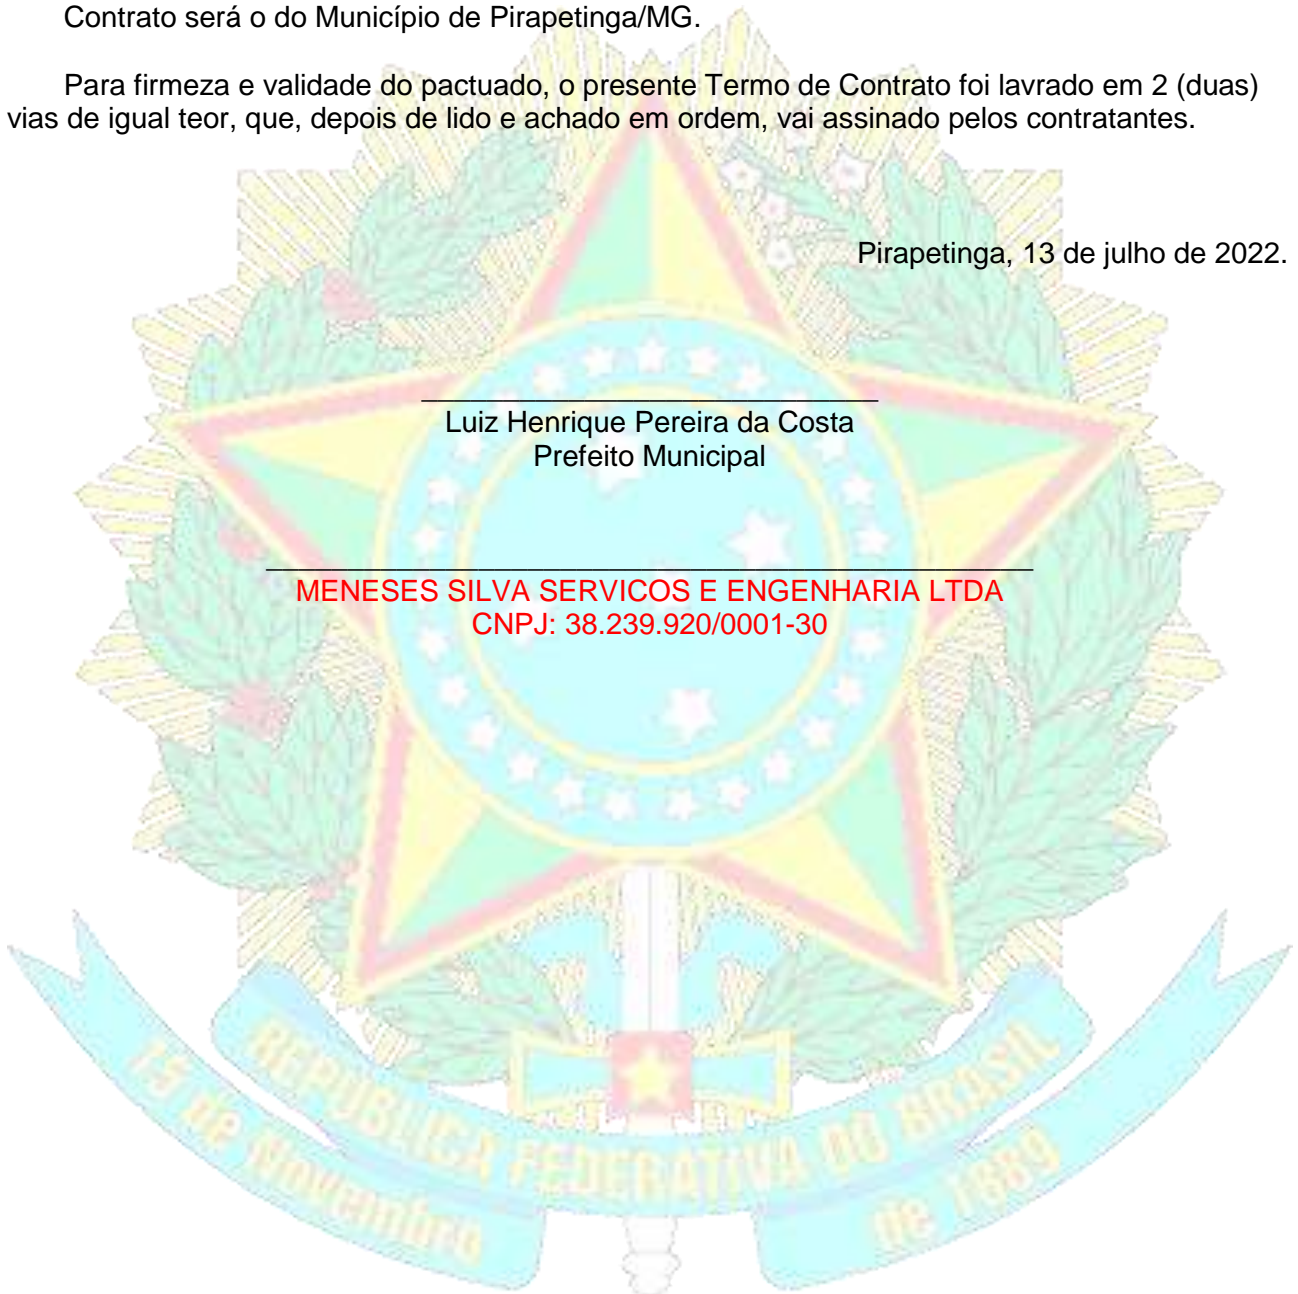 Contrato será o do Município de Pirapetinga/MG.
Para firmeza e validade do pactuado, o presente Termo de Contrato foi lavrado em 2 (duas)
vias de igual teor, que, depois de lido e achado em ordem, vai assinado pelos contratantes.
Pirapetinga, 13 de julho de 2022.
Luiz Henrique Pereira da Costa
Prefeito Municipal
MENESES SILVA SERVICOS E ENGENHARIA LTDA
CNPJ: 38.239.920/0001-30
REPÚBLICA FEDERATIVA DO BRASIL
15 de Novembro de 1889